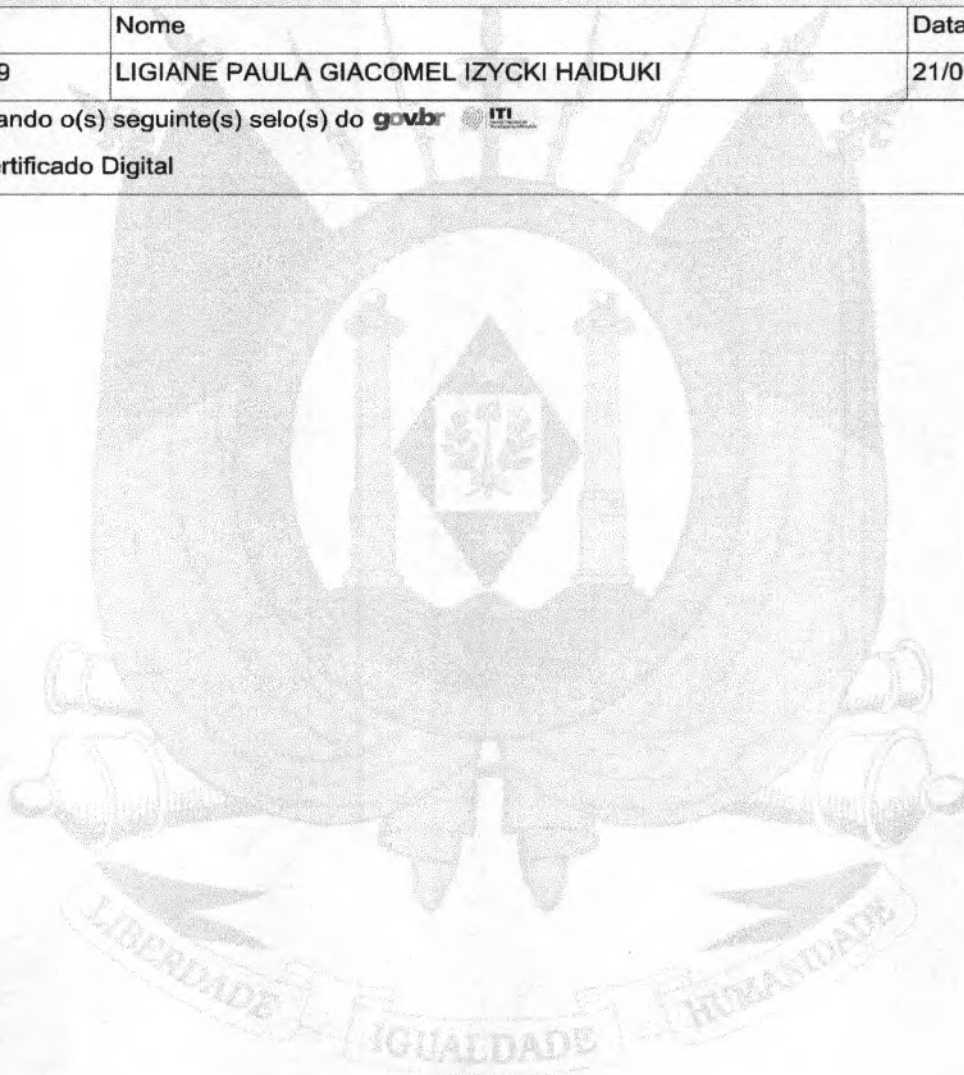 Nome Data
9 LIGIANE PAULA GIACOMEL IZYCKI HAIDUKI 21/0
ando o(s) seguinte(s) selo(s) do gov.br ITI
ertificado Digital
LIBERDADE IGUALDADE HUMANIDADE